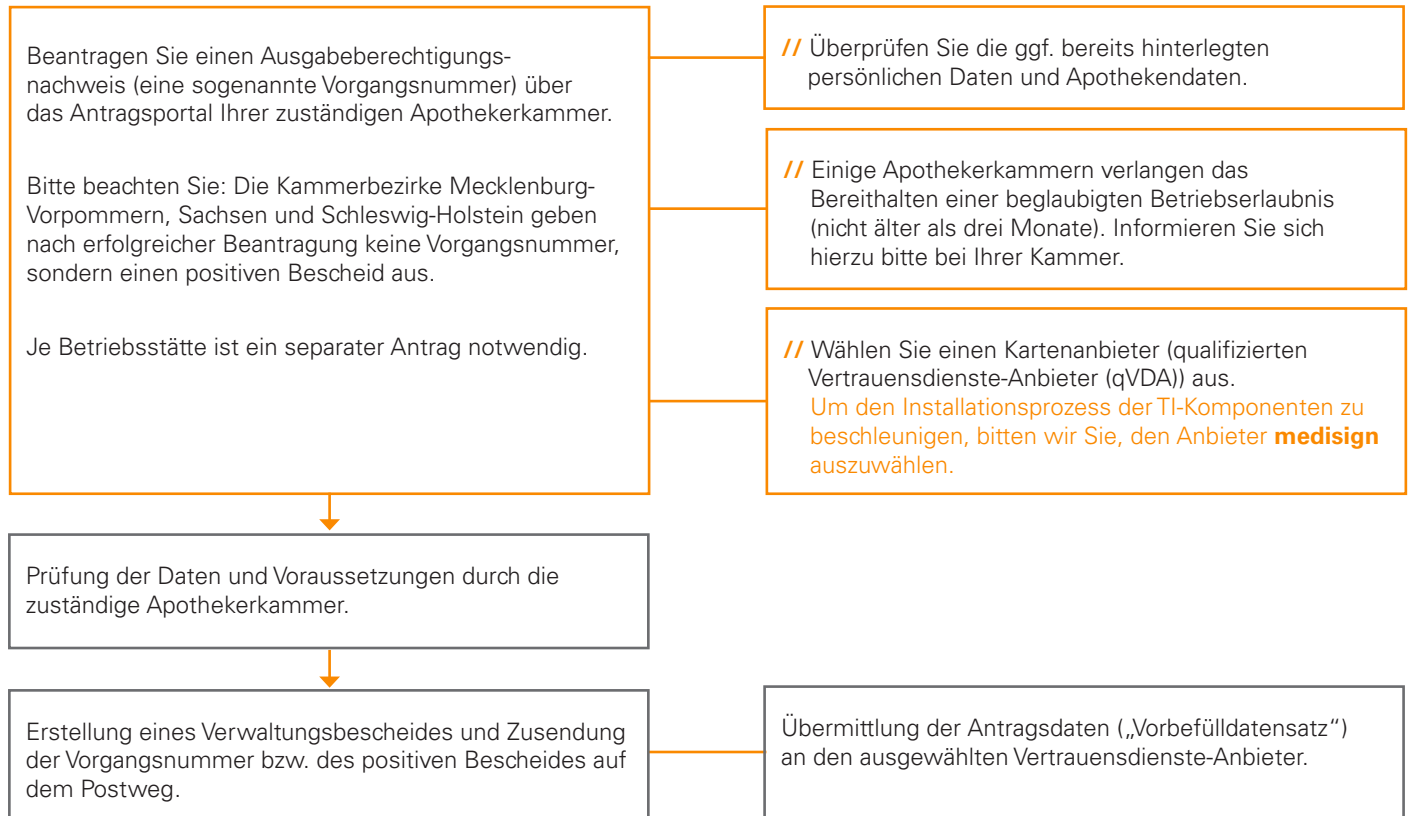 Beantragen Sie einen Ausgabeberechtigungs-
nachweis (eine sogenannte Vorgangsnummer) über
das Antragsportal Ihrer zuständigen Apothekerkammer.
Bitte beachten Sie: Die Kammerbezirke Mecklenburg-
Vorpommern, Sachsen und Schleswig-Holstein geben
nach erfolgreicher Beantragung keine Vorgangsnummer,
sondern einen positiven Bescheid aus.
Je Betriebsstätte ist ein separater Antrag notwendig.
// Überprüfen Sie die ggf. bereits hinterlegten
persönlichen Daten und Apothekendaten.
// Einige Apothekerkammern verlangen das
Bereithalten einer beglaubigten Betriebserlaubnis
(nicht älter als drei Monate). Informieren Sie sich
hierzu bitte bei Ihrer Kammer.
// Wählen Sie einen Kartenanbieter (qualifizierten
Vertrauensdienste-Anbieter (qVDA)) aus.
Um den Installationsprozess der TI-Komponenten zu
beschleunigen, bitten wir Sie, den Anbieter medisign
auszuwählen.
Prüfung der Daten und Voraussetzungen durch die
zuständige Apothekerkammer.
Erstellung eines Verwaltungsbescheides und Zusendung
der Vorgangsnummer bzw. des positiven Bescheides auf
dem Postweg.
Übermittlung der Antragsdaten („Vorbefülldatensatz“)
an den ausgewählten Vertrauensdienste-Anbieter.